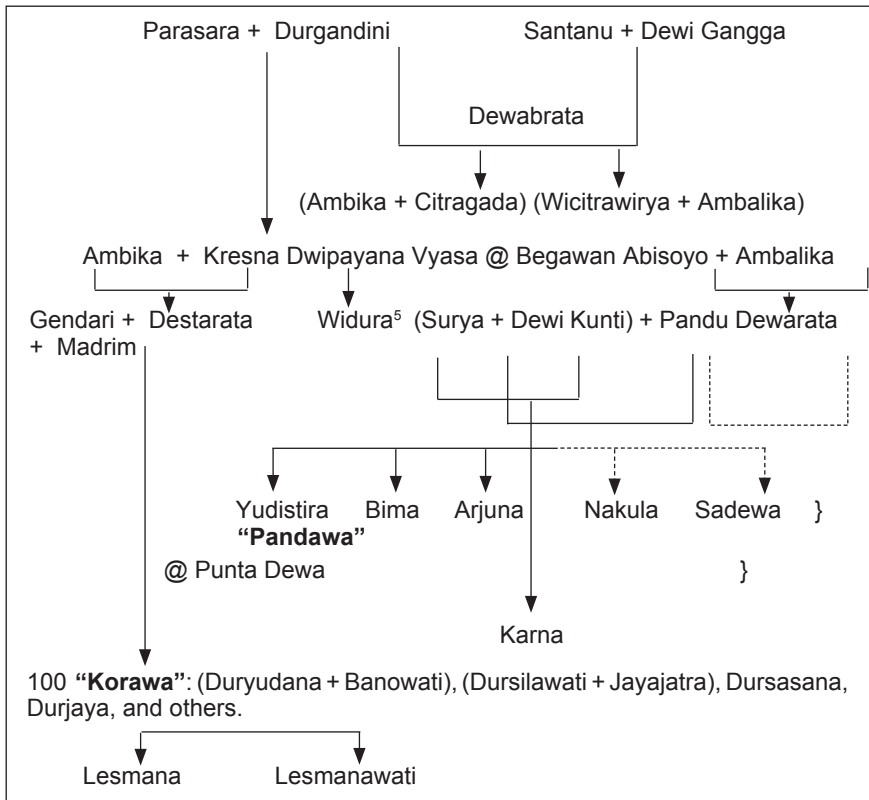 Parasara + Durgandini Santanu + Dewi Gangga
Dewabrata
(Ambika + Citragada) (Wicitrawirya + Ambalika)
Ambika + Kresna Dwipayana Vyasa @ Begawan Abisoyo + Ambalika
Gendari + Destarata Widura⁵ (Surya + Dewi Kunti) + Pandu Dewarata
+ Madrim
Yudistira Bima Arjuna Nakula Sadewa }
“Pandawa”
@ Punta Dewa }
Karna
100 “Korawa”: (Duryudana + Banowati), (Dursilawati + Jayajatra), Dursasana,
Durjaya, and others.
Lesmana Lesmanawati